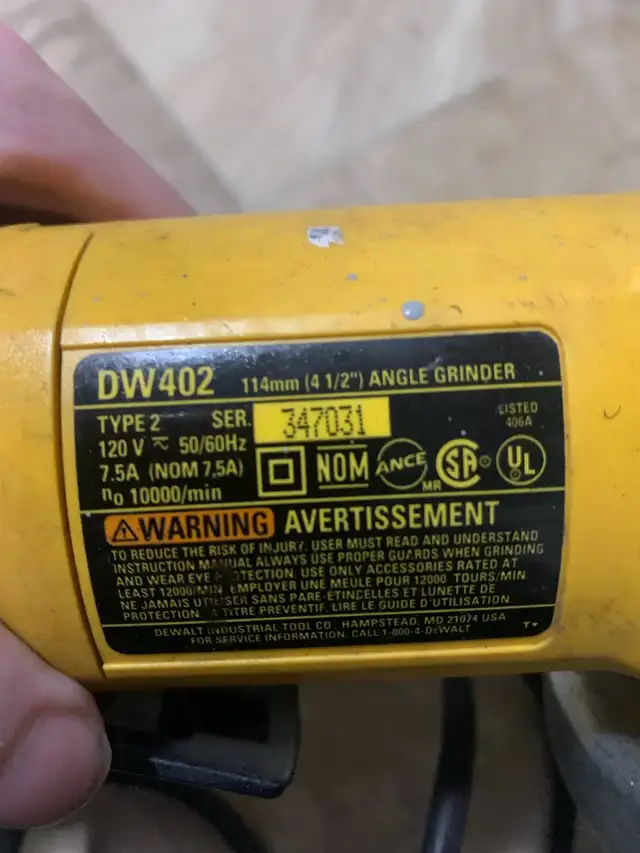 DW402 114mm (4 1/2") ANGLE GRINDER
TYPE 2 SER. 347031
LISTED
406A
120 V ⎓ 50/60Hz
7.5A (NOM 7,5A)
n0 10000/min
NOM ANCE MR SA UL
⚠WARNING AVERTISSEMENT
TO REDUCE THE RISK OF INJURY, USER MUST READ AND UNDERSTAND
INSTRUCTION MANUAL ALWAYS USE PROPER GUARDS WHEN GRINDING
AND WEAR EYE PROTECTION. USE ONLY ACCESSORIES RATED AT
LEAST 12000/MIN EMPLOYER UNE MEULE POUR 12000 TOURS/MIN.
NE JAMAIS UTILISER SANS PARE-ETINCELLES ET LUNETTE DE
PROTECTION. A TITRE PREVENTIF, LIRE LE GUIDE D'UTILISATION.
DEWALT INDUSTRIAL TOOL CO., HAMPSTEAD, MD 21074 USA
FOR SERVICE INFORMATION, CALL 1-800-4-DEWALT